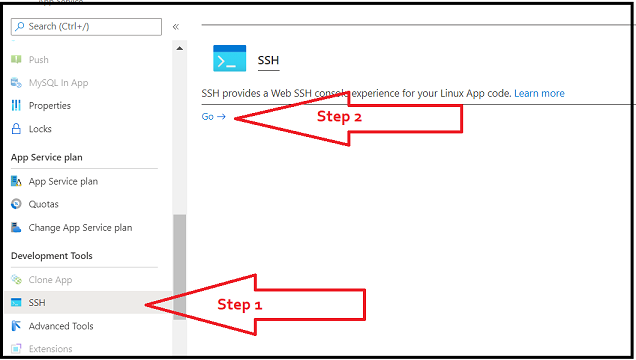 Search (Ctrl+/)
«
Push
MySQL In App
Properties
Locks
App Service plan
App Service plan
Quotas
Change App Service plan
Development Tools
Clone App
SSH
Advanced Tools
Extensions
Step 1
SSH
SSH provides a Web SSH console experience for your Linux App code. Learn more
Go →
Step 2